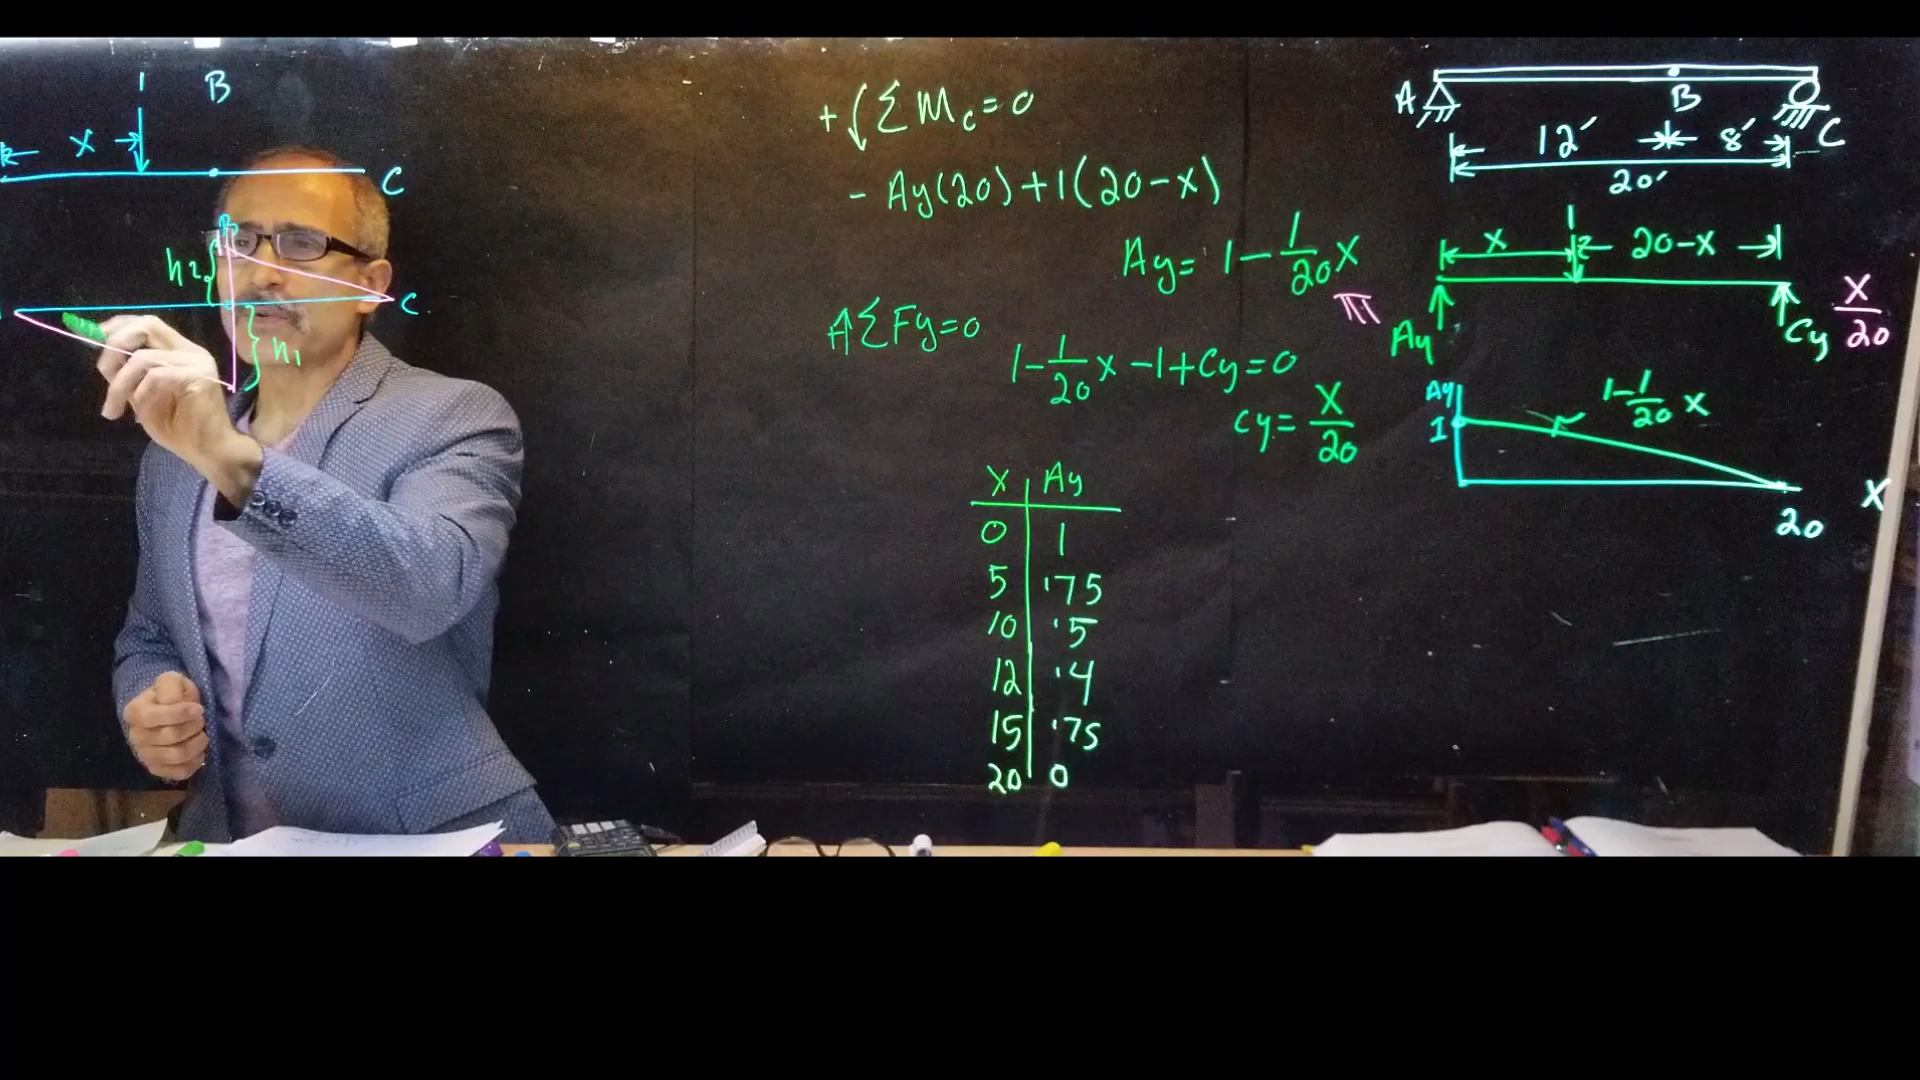 1
B
x
C
B
h2
C
h1
+ ΣMc=0
- Ay(20)+1(20-x)
Ay= 1-1/20x
ΣFy=0
1-1/20x-1+Cy=0
Cy= x/20
x | Ay
0 | 1
5 | .75
10 | .5
12 | .4
15 | .75
20 | 0
A
B
C
12' 8'
20'
1
x 20-x
Ay
Cy x/20
Ay
1
1-1/20 x
x
20